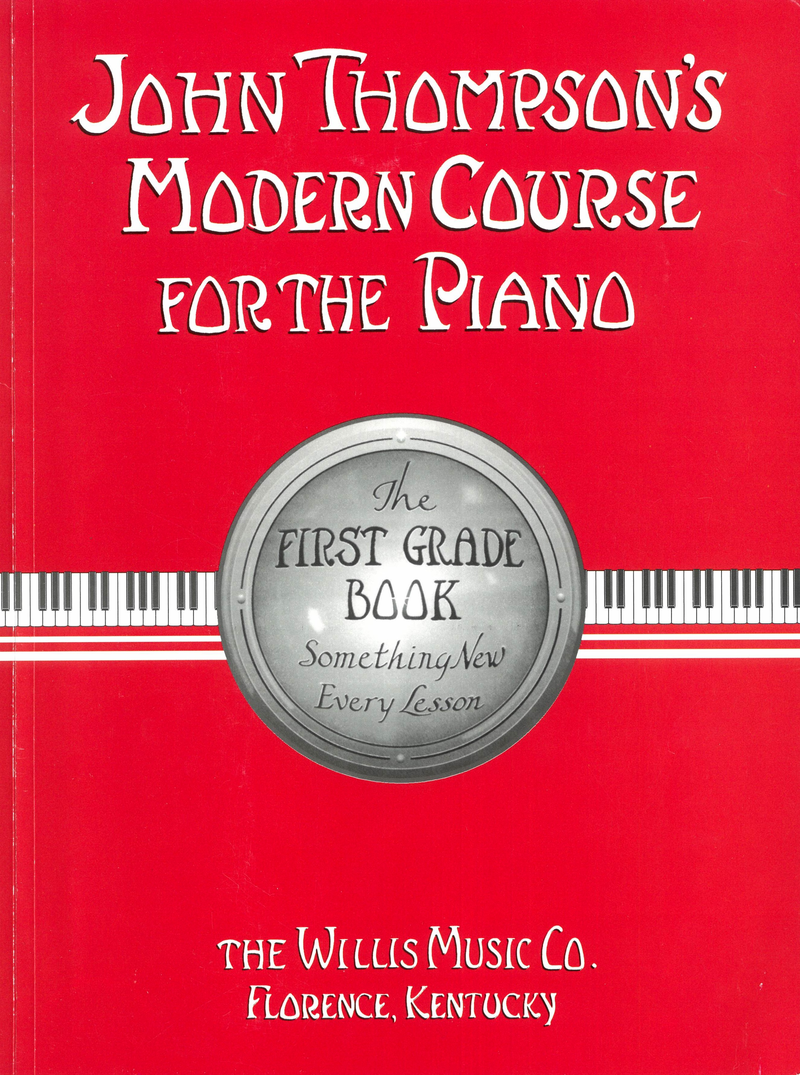 JOHN THOMPSON'S
MODERN COURSE
FOR THE PIANO
The
FIRST GRADE
BOOK
Something New
Every Lesson
THE WILLIS MUSIC CO.
FLORENCE, KENTUCKY